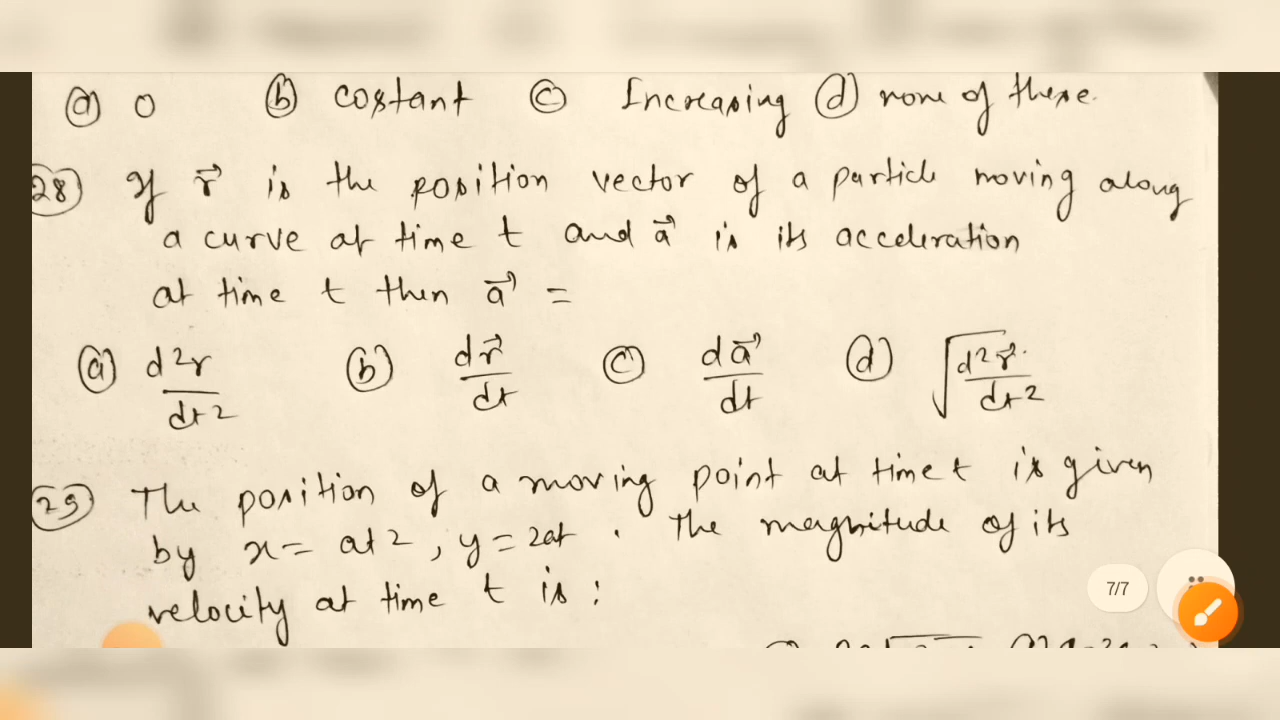 (a) 0 (b) costant (c) Increasing (d) none of these.
(28) If r⃗ is the position vector of a particle moving along
a curve at time t and a⃗ is its acceleration
at time t then a⃗ =
(a) d²r/dt² (b) dr⃗/dt (c) da⃗/dt (d) √(d²r⃗/dt²)
(29) The position of a moving point at time t is given
by x = at2, y = 2at. The magnitude of its
velocity at time t is:
7/7